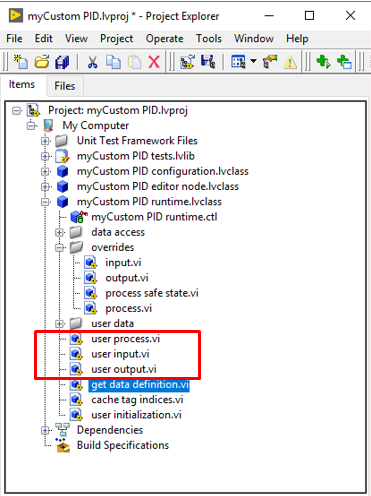 myCustom PID.lvproj * - Project Explorer
File Edit View Project Operate Tools Window Help
Items Files
Project: myCustom PID.lvproj
My Computer
Unit Test Framework Files
myCustom PID tests.lvlib
myCustom PID configuration.lvclass
myCustom PID editor node.lvclass
myCustom PID runtime.lvclass
myCustom PID runtime.ctl
data access
overrides
input.vi
output.vi
process safe state.vi
process.vi
user data
user process.vi
user input.vi
user output.vi
get data definition.vi
cache tag indices.vi
user initialization.vi
Dependencies
Build Specifications